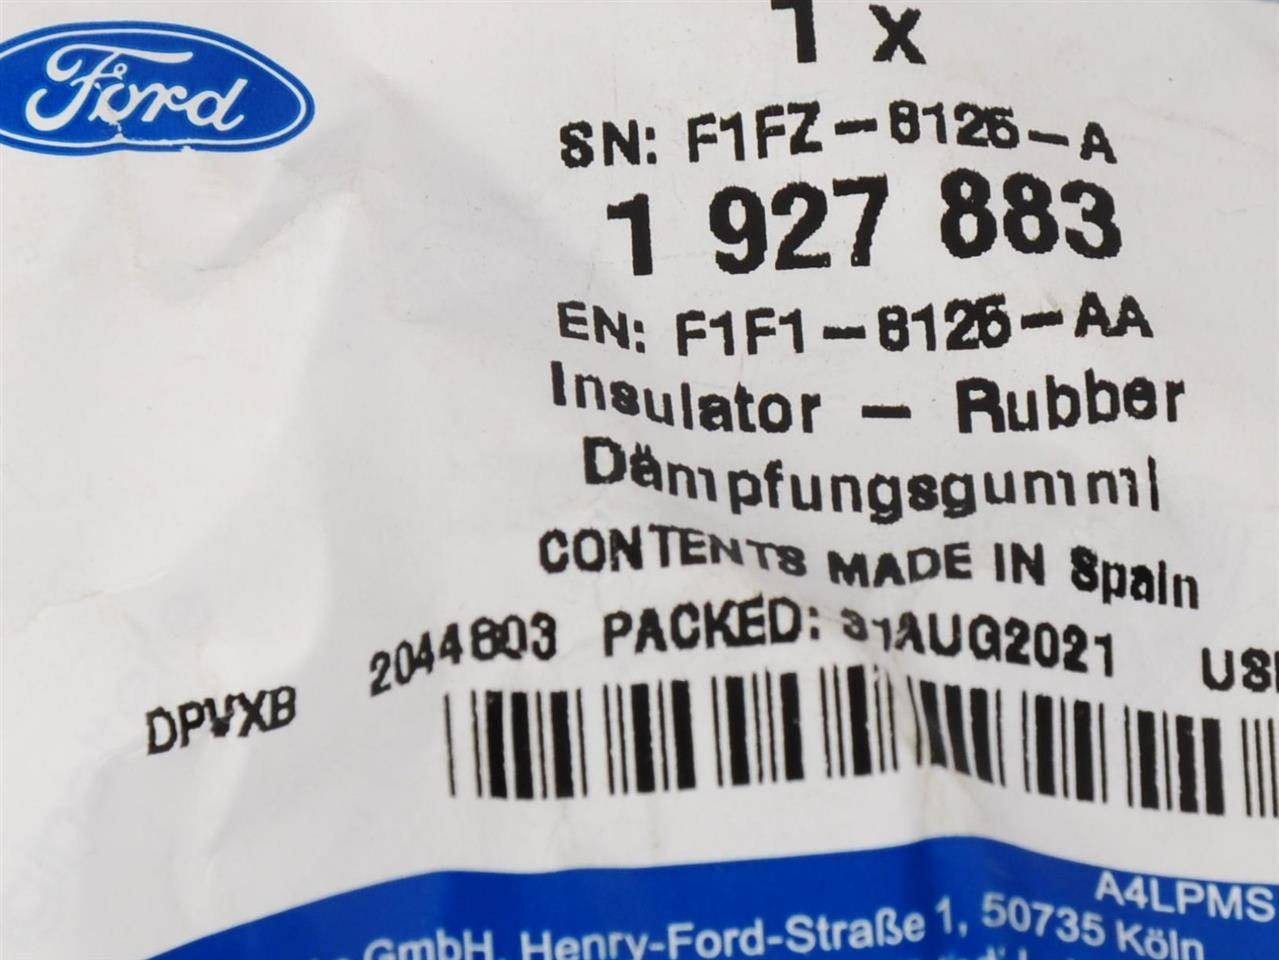 Ford
1 x
SN: F1FZ-8125-A
1 927 883
EN: F1F1-8125-AA
Insulator - Rubber
Dämpfungsgummi
CONTENTS MADE IN Spain
2044803 PACKED: 31AUG2021
DPVXB
A4LPMS
GmbH, Henry-Ford-Straße 1, 50735 Köln